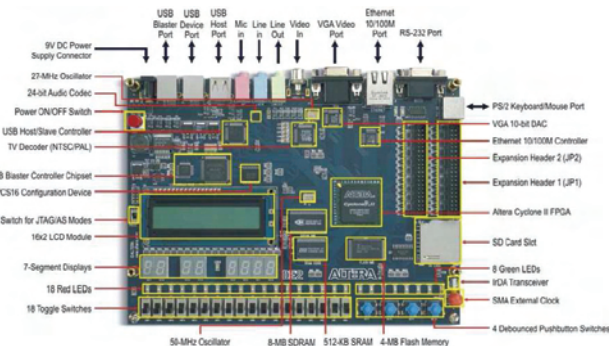 USB Blaster Port
USB Device Port
USB Host Port
Mic in
Line in
Line Out
Video In
VGA Video Port
Ethernet 10/100M Port
RS-232 Port
9V DC Power Supply Connector
27-MHz Oscillator
24-bit Audio Codec
Power ON/OFF Switch
USB Host/Slave Controller
TV Decoder (NTSC/PAL)
B Blaster Controller Chipset
CS16 Configuration Device
Switch for JTAG/AS Modes
16x2 LCD Module
7-Segment Displays
18 Red LEDs
18 Toggle Switches
PS/2 Keyboard/Mouse Port
VGA 10-bit DAC
Ethernet 10/100M Controller
Expansion Header 2 (JP2)
Expansion Header 1 (JP1)
Altera Cyclone II FPGA
SD Card Slot
8 Green LEDs
IrDA Transceiver
SMA External Clock
4 Debounced Pushbutton Switches
50-MHz Oscillator
8-MB SDRAM
512-KB SRAM
4-MB Flash Memory
ALTERA